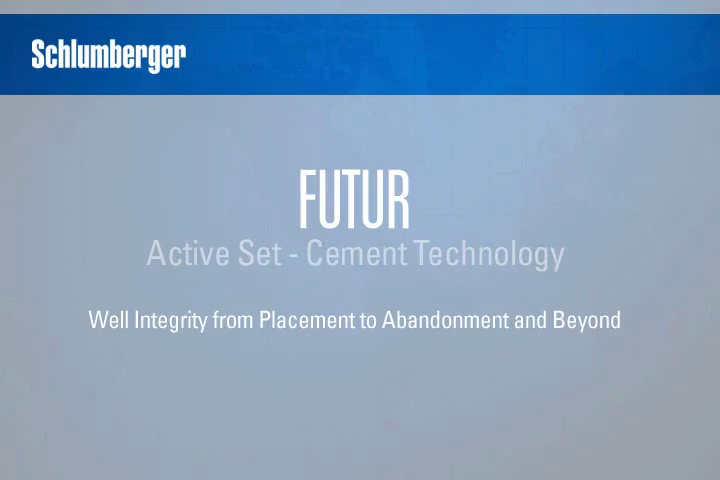 Schlumberger
FUTUR
Active Set - Cement Technology
Well Integrity from Placement to Abandonment and Beyond